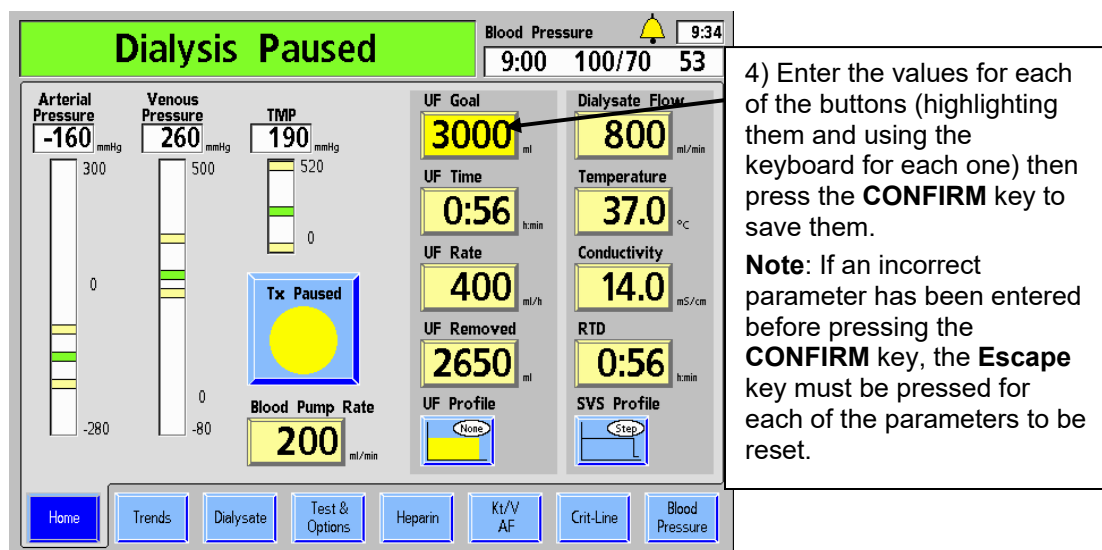 Dialysis Paused
Blood Pressure
9:34
9:00 100/70 53
Arterial
Pressure
-160 mmHg
300
0
-280
Venous
Pressure
260 mmHg
500
0
-80
TMP
190 mmHg
520
0
Tx Paused
Blood Pump Rate
200 ml/min
UF Goal
3000 ml
UF Time
0:56 h:min
UF Rate
400 ml/h
UF Removed
2650 ml
UF Profile
None
Dialysate Flow
800 ml/min
Temperature
37.0 °C
Conductivity
14.0 mS/cm
RTD
0:56 h:min
SVS Profile
Step
Home
Trends
Dialysate
Test &
Options
Heparin
Kt/V
AF
Crit-Line
Blood
Pressure
4) Enter the values for each
of the buttons (highlighting
them and using the
keyboard for each one) then
press the CONFIRM key to
save them.
Note: If an incorrect
parameter has been entered
before pressing the
CONFIRM key, the Escape
key must be pressed for
each of the parameters to be
reset.